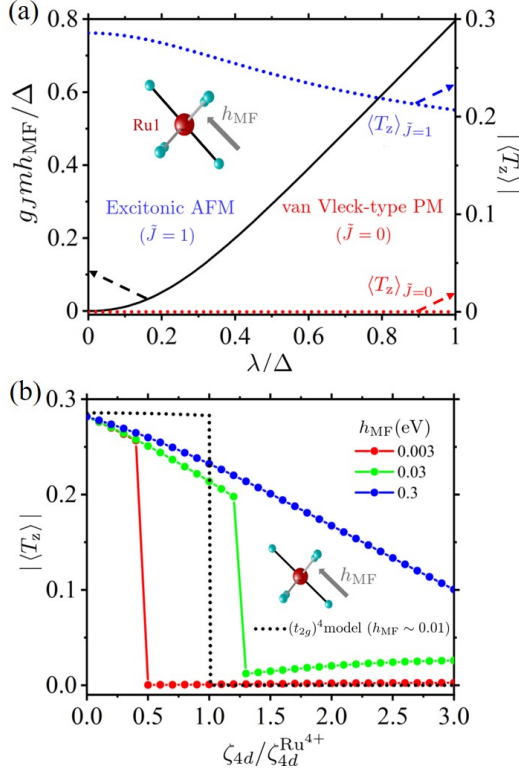 (a)
g_J m h_MF/Δ
0.8
0.6
0.4
0.2
0
0.3
0.2
0.1
0
|⟨T_z⟩|
Ru1
h_MF
⟨T_z⟩_J̃=1
Excitonic AFM
(J̃ = 1)
van Vleck-type PM
(J̃ = 0)
⟨T_z⟩_J̃=0
0 0.2 0.4 0.6 0.8 1
λ/Δ
(b)
|⟨T_z⟩|
0.3
0.2
0.1
0.0
h_MF(eV)
0.003
0.03
0.3
h_MF
(t_2g)^4 model (h_MF ∼ 0.01)
0.0 0.5 1.0 1.5 2.0 2.5 3.0
ζ_4d/ζ_4d^Ru^4+